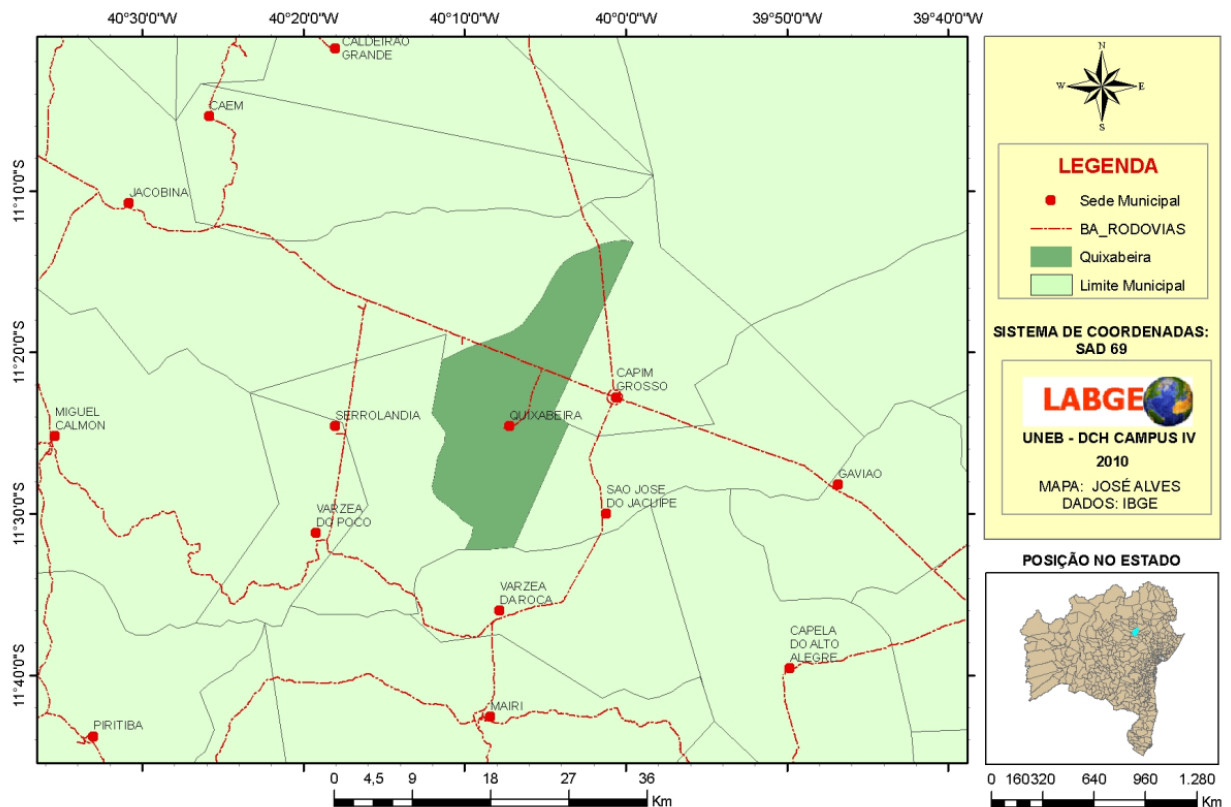 40°30'0"W 40°20'0"W 40°10'0"W 40°0'0"W 39°50'0"W 39°40'0"W
11°10'0"S
11°20'0"S
11°30'0"S
11°40'0"S
CALDEIRÃO
GRANDE
CAEM
JACOBINA
CAPIM
GROSSO
MIGUEL
CALMON
SERROLANDIA
QUIXABEIRA
GAVIAO
SAO JOSE
DO JACUIPE
VARZEA
DO POCO
VARZEA
DA ROCA
CAPELA
DO ALTO
ALEGRE
MAIRI
PIRITIBA
0 4,5 9 18 27 36
Km
N
W E
S
LEGENDA
Sede Municipal
BA_RODOVIAS
Quixabeira
Limite Municipal
SISTEMA DE COORDENADAS:
SAD 69
LABGE
UNEB - DCH CAMPUS IV
2010
MAPA: JOSÉ ALVES
DADOS: IBGE
POSIÇÃO NO ESTADO
0 160 320 640 960 1.280
Km